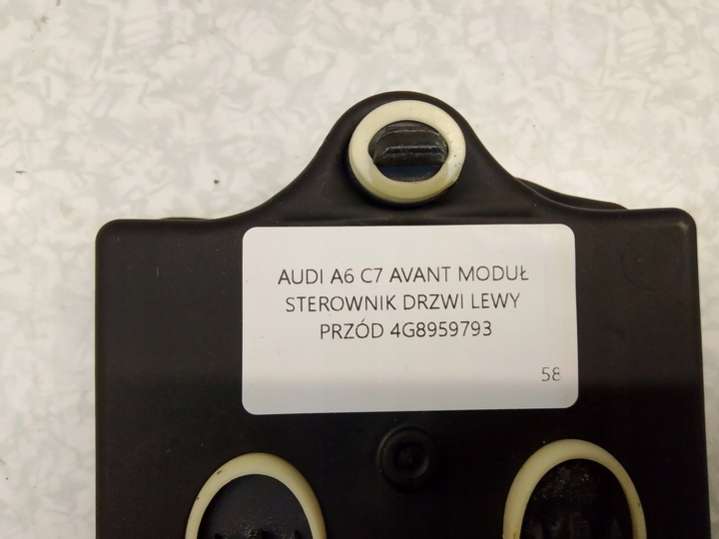 AUDI A6 C7 AVANT MODUŁ
STEROWNIK DRZWI LEWY
PRZÓD 4G8959793
58